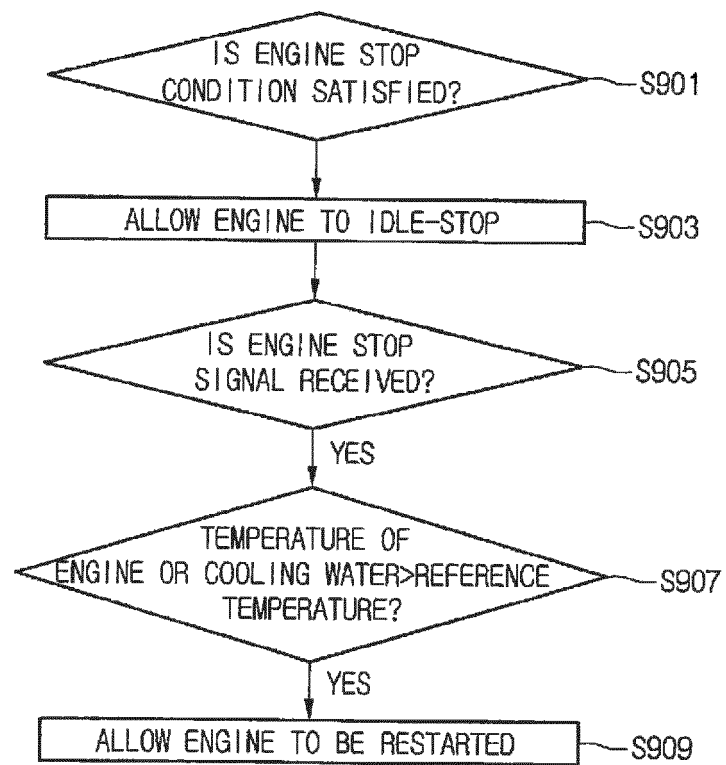 IS ENGINE STOP
CONDITION SATISFIED?
S901
ALLOW ENGINE TO IDLE-STOP
S903
IS ENGINE STOP
SIGNAL RECEIVED?
S905
YES
TEMPERATURE OF
ENGINE OR COOLING WATER>REFERENCE
TEMPERATURE?
S907
YES
ALLOW ENGINE TO BE RESTARTED
S909